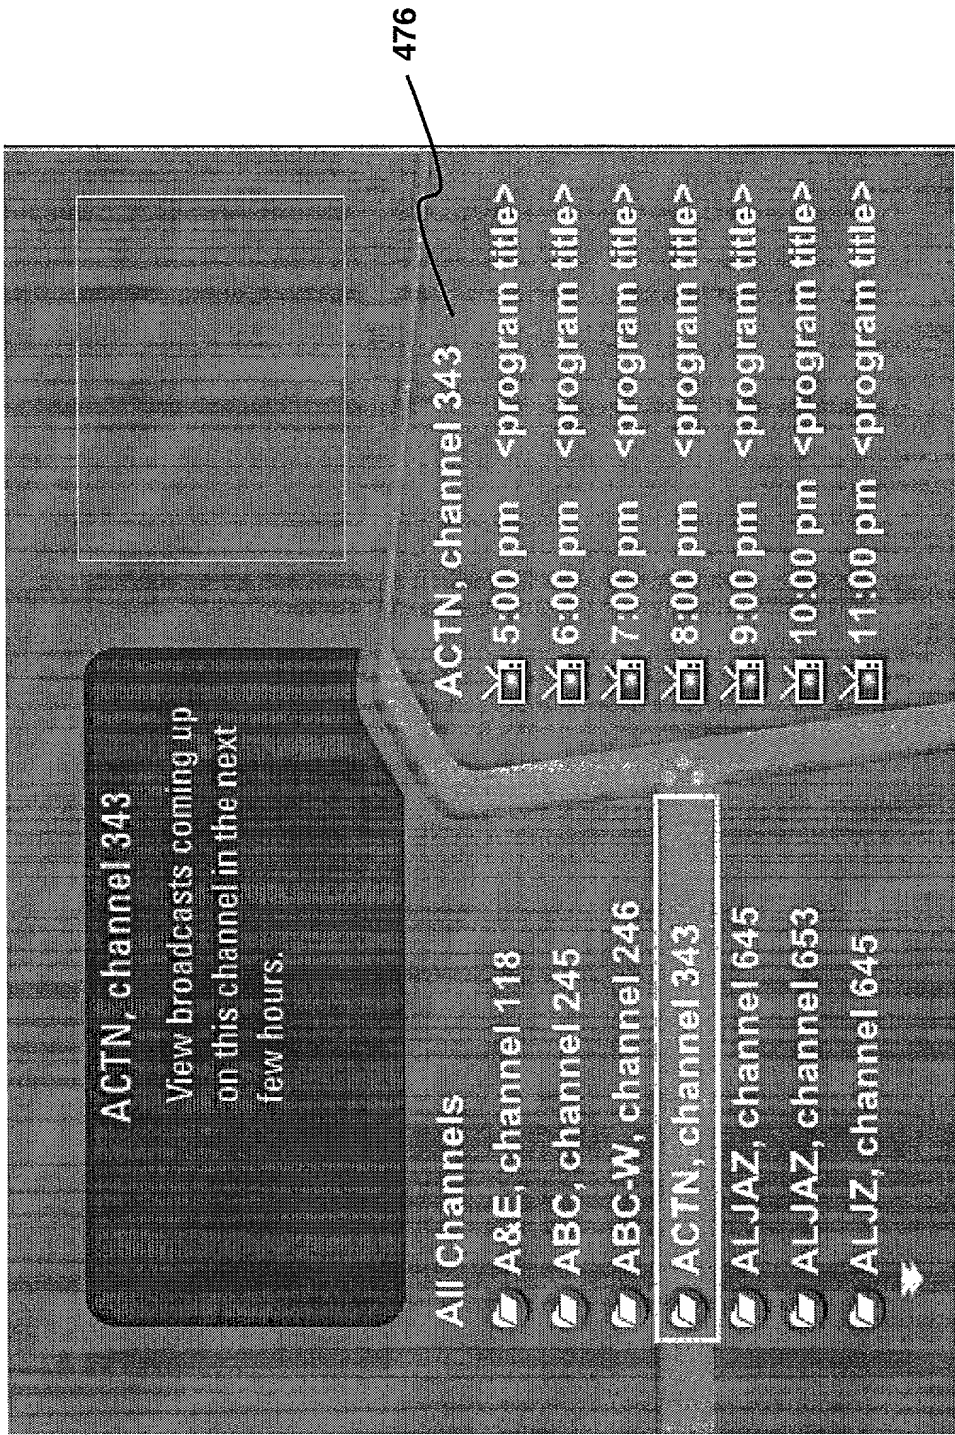 ACTN, channel 343
View broadcasts coming up
on this channel in the next
few hours.
All Channels
A&E, channel 118
ABC, channel 245
ABC-W, channel 246
ACTN, channel 343
ALJAZ, channel 645
ALJAZ, channel 653
ALJZ, channel 645
476
ACTN, channel 343
5:00 pm <program title>
6:00 pm <program title>
7:00 pm <program title>
8:00 pm <program title>
9:00 pm <program title>
10:00 pm <program title>
11:00 pm <program title>